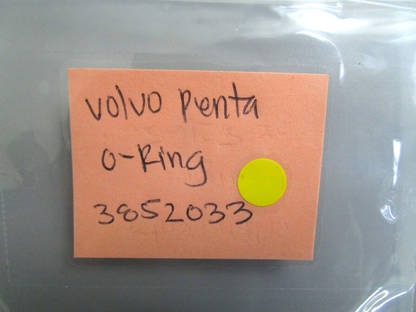 volvo penta
o-Ring
3852033